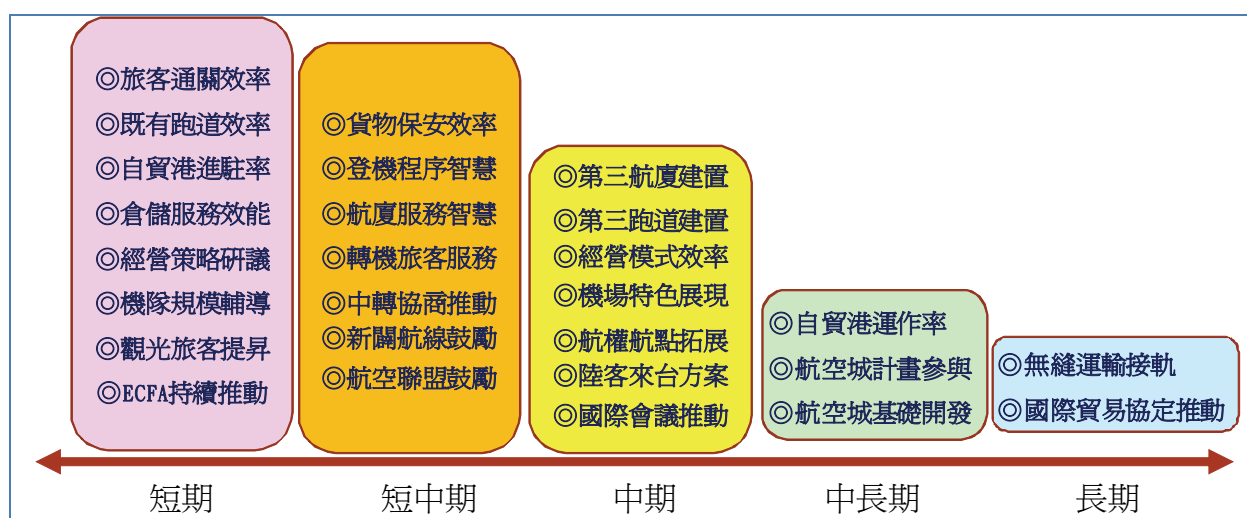 ◎旅客通關效率
◎既有跑道效率
◎自貿港進駐率
◎倉儲服務效能
◎經營策略研議
◎機隊規模輔導
◎觀光旅客提昇
◎ECFA持續推動
◎貨物保安效率
◎登機程序智慧
◎航廈服務智慧
◎轉機旅客服務
◎中轉協商推動
◎新闢航線鼓勵
◎航空聯盟鼓勵
◎第三航廈建置
◎第三跑道建置
◎經營模式效率
◎機場特色展現
◎航權航點拓展
◎陸客來台方案
◎國際會議推動
◎自貿港運作率
◎航空城計畫參與
◎航空城基礎開發
◎無縫運輸接軌
◎國際貿易協定推動
短期
短中期
中期
中長期
長期